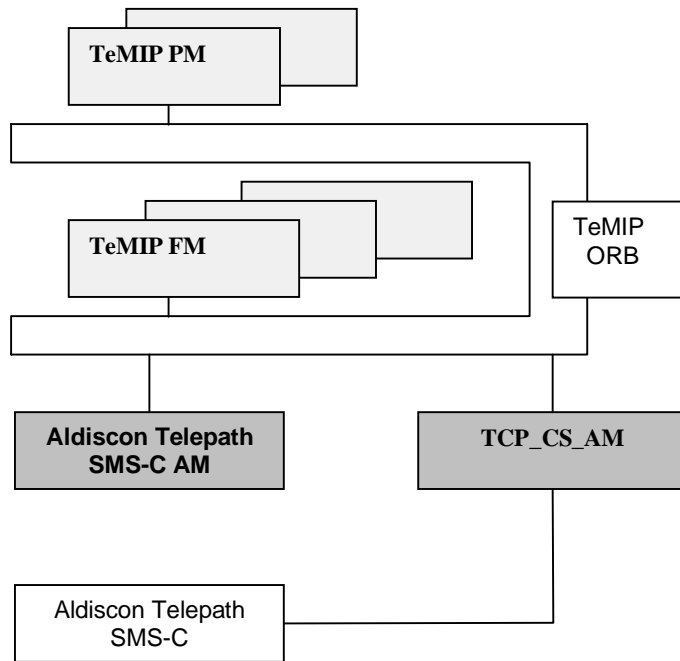 TeMIP PM
TeMIP FM
TeMIP
ORB
Aldiscon Telepath
SMS-C AM
TCP_CS_AM
Aldiscon Telepath
SMS-C